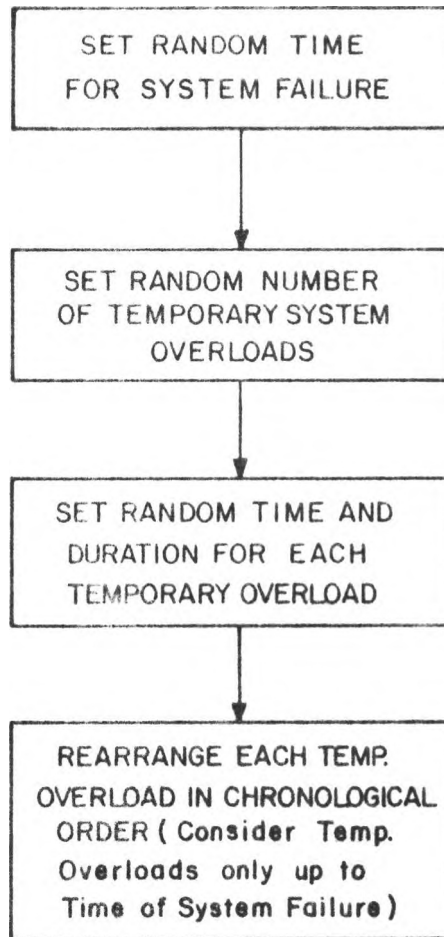 SET RANDOM TIME
FOR SYSTEM FAILURE
SET RANDOM NUMBER
OF TEMPORARY SYSTEM
OVERLOADS
SET RANDOM TIME AND
DURATION FOR EACH
TEMPORARY OVERLOAD
REARRANGE EACH TEMP.
OVERLOAD IN CHRONOLOGICAL
ORDER ( Consider Temp.
Overloads only up to
Time of System Failure )